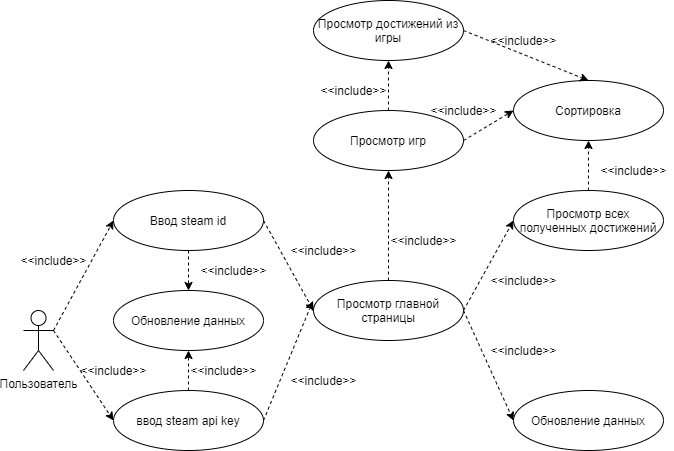 Просмотр достижений из
игры
<<include>>
<<include>>
<<include>>
Сортировка
Просмотр игр
<<include>>
Ввод steam id
Просмотр всех
полученных достижений
<<include>>
<<include>>
<<include>>
<<include>>
<<include>>
Обновление данных
Просмотр главной
страницы
<<include>>
Пользователь
<<include>>
<<include>>
<<include>>
ввод steam api key
Обновление данных